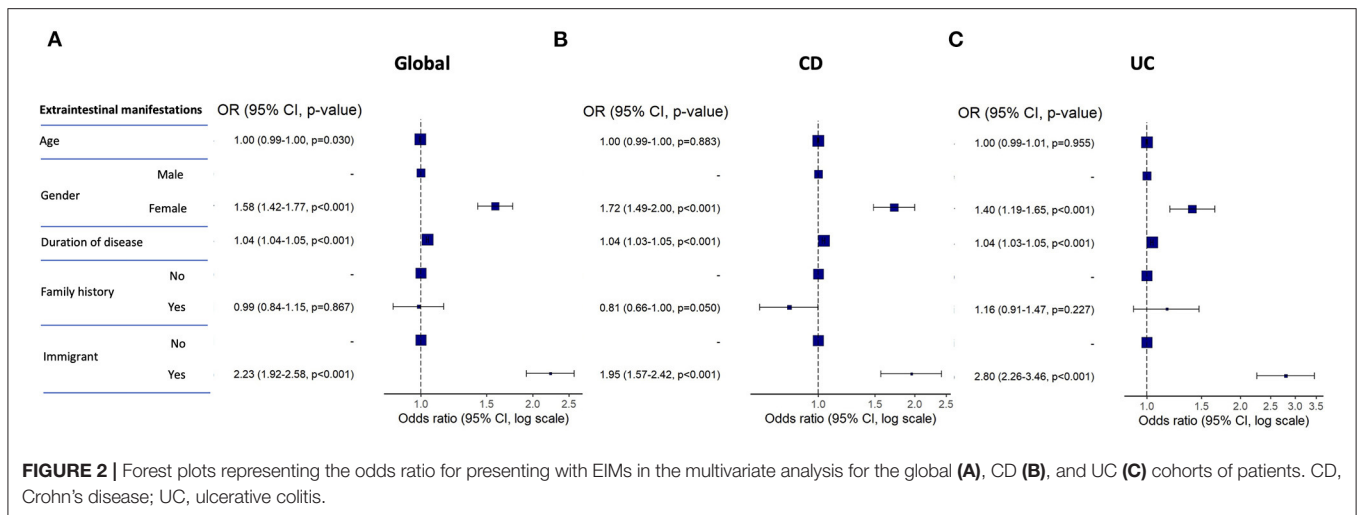 A B C
Global CD UC
Extraintestinal manifestations OR (95% CI, p-value) OR (95% CI, p-value) OR (95% CI, p-value)
Age 1.00 (0.99-1.00, p=0.030) 1.00 (0.99-1.00, p=0.883) 1.00 (0.99-1.01, p=0.955)
Male - - -
Gender
Female 1.58 (1.42-1.77, p<0.001) 1.72 (1.49-2.00, p<0.001) 1.40 (1.19-1.65, p<0.001)
Duration of disease 1.04 (1.04-1.05, p<0.001) 1.04 (1.03-1.05, p<0.001) 1.04 (1.03-1.05, p<0.001)
No - - -
Family history
Yes 0.99 (0.84-1.15, p=0.867) 0.81 (0.66-1.00, p=0.050) 1.16 (0.91-1.47, p=0.227)
No - - -
Immigrant
Yes 2.23 (1.92-2.58, p<0.001) 1.95 (1.57-2.42, p<0.001) 2.80 (2.26-3.46, p<0.001)
1.0 1.5 2.0 2.5 1.0 1.5 2.0 2.5 1.0 1.5 2.0 2.5 3.0 3.5
Odds ratio (95% CI, log scale) Odds ratio (95% CI, log scale) Odds ratio (95% CI, log scale)
FIGURE 2 | Forest plots representing the odds ratio for presenting with EIMs in the multivariate analysis for the global (A), CD (B), and UC (C) cohorts of patients. CD,
Crohn's disease; UC, ulcerative colitis.